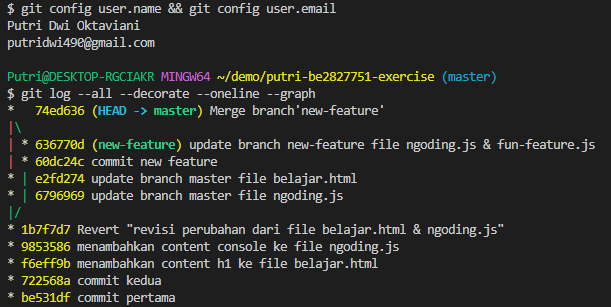 $ git config user.name && git config user.email
Putri Dwi Oktaviani
putridwi490@gmail.com
Putri@DESKTOP-RGCIAKR MINGW64 ~/demo/putri-be2827751-exercise (master)
$ git log --all --decorate --oneline --graph
*   74ed636 (HEAD -> master) Merge branch'new-feature'
|\
| * 636770d (new-feature) update branch new-feature file ngoding.js & fun-feature.js
| * 60dc24c commit new feature
* | e2fd274 update branch master file belajar.html
* | 6796969 update branch master file ngoding.js
|/
* 1b7f7d7 Revert "revisi perubahan dari file belajar.html & ngoding.js"
* 9853586 menambahkan content console ke file ngoding.js
* f6eff9b menambahkan content h1 ke file belajar.html
* 722568a commit kedua
* be531df commit pertama